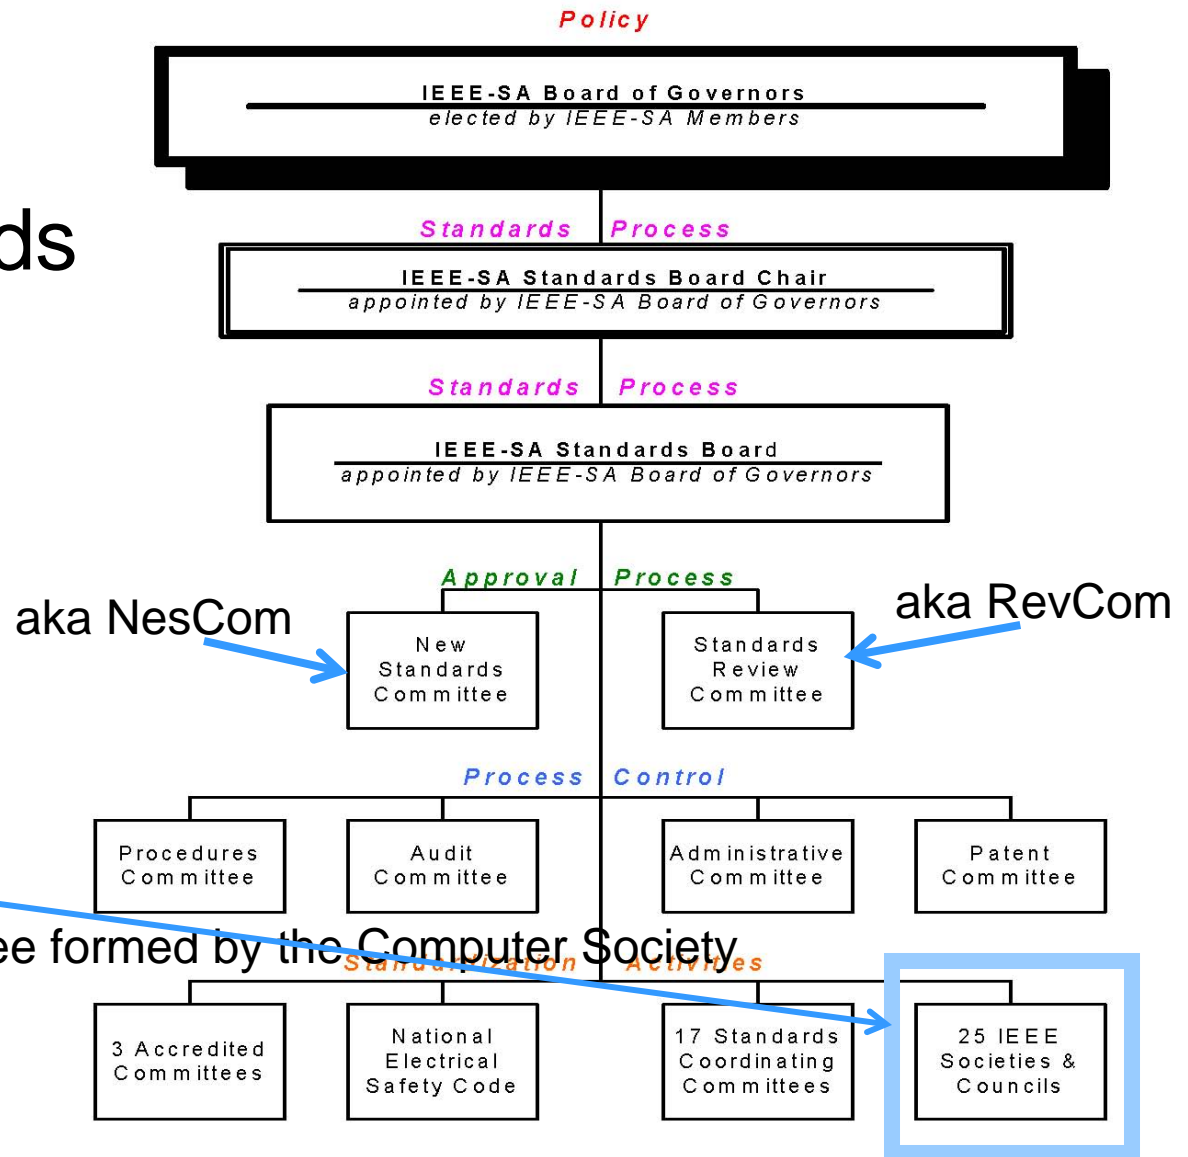 Policy
IEEE-SA Board of Governors
elected by IEEE-SA Members
ds
Standards Process
IEEE-SA Standards Board Chair
appointed by IEEE-SA Board of Governors
Standards Process
IEEE-SA Standards Board
appointed by IEEE-SA Board of Governors
Approval Process
aka NesCom
aka RevCom
New
Standards
Committee
Standards
Review
Committee
Process Control
Procedures
Committee
Audit
Committee
Administrative
Committee
Patent
Committee
ee formed by the Computer Society
Standardization Activities
3 Accredited
Committees
National
Electrical
Safety Code
17 Standards
Coordinating
Committees
25 IEEE
Societies &
Councils